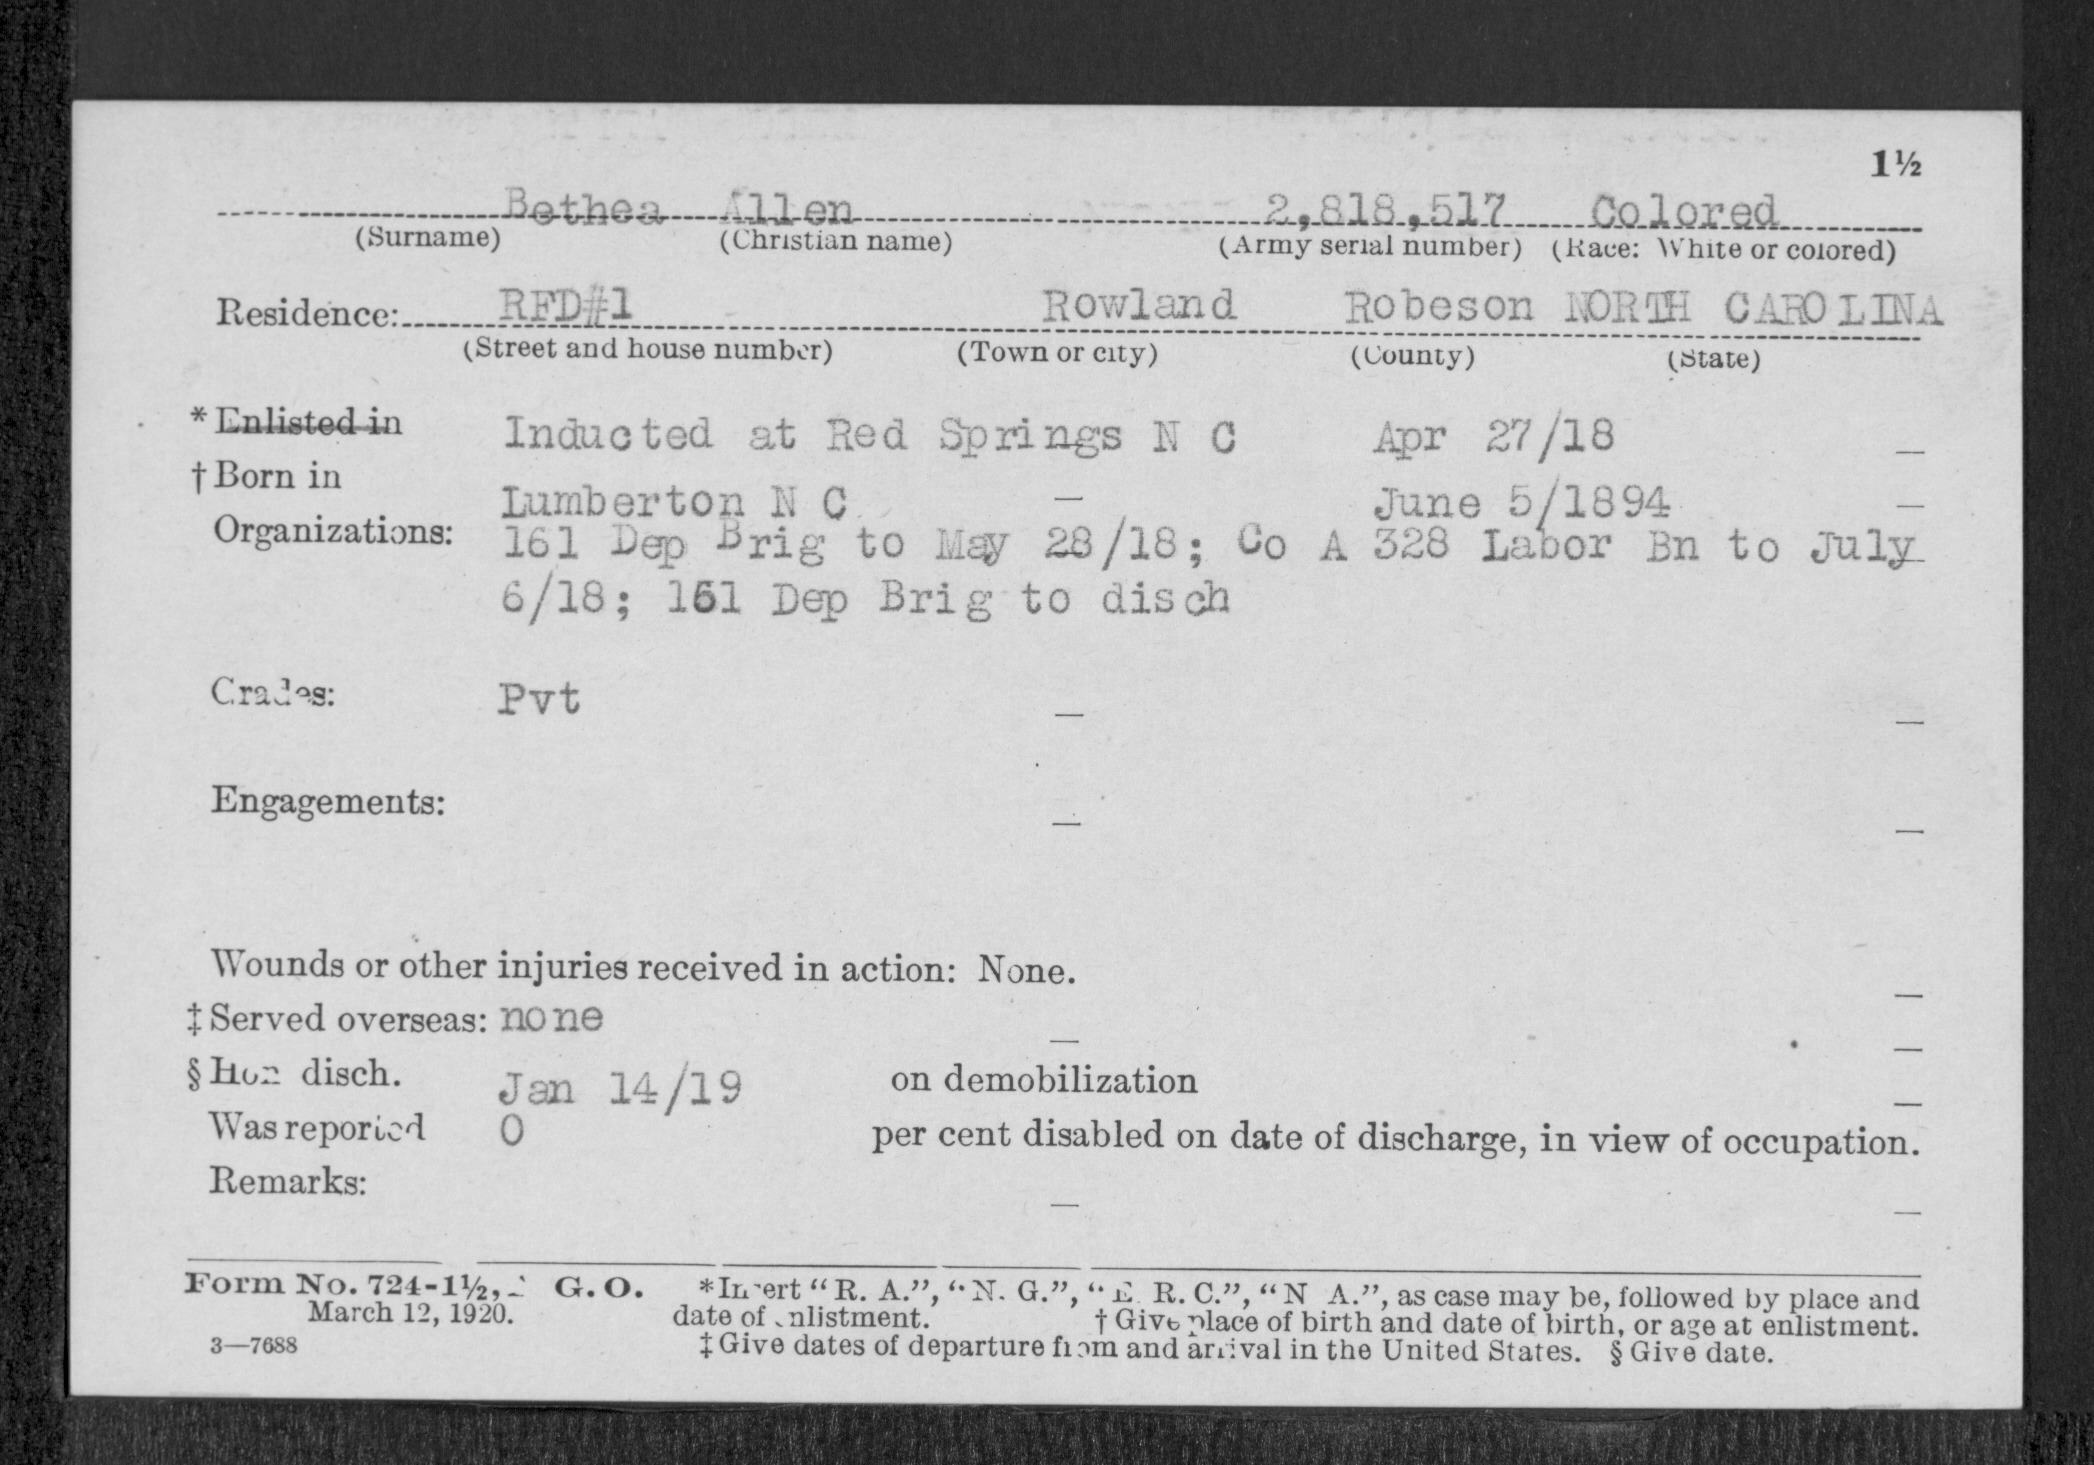 1½
Bethea Allen 2,818,517 Colored
(Surname) (Christian name) (Army serial number) (Race: White or colored)
Residence: RFD#1 Rowland Robeson NORTH CAROLINA
(Street and house number) (Town or city) (County) (State)
* Enlisted in Inducted at Red Springs N C Apr 27/18 —
† Born in Lumberton N C — June 5/1894 —
Organizations: 161 Dep Brig to May 28/18; Co A 328 Labor Bn to July
6/18; 161 Dep Brig to disch
Grades: Pvt — —
Engagements: — —
Wounds or other injuries received in action: None. —
‡ Served overseas: none — —
§ Hon disch. Jan 14/19 on demobilization —
Was reported 0 per cent disabled on date of discharge, in view of occupation.
Remarks: — —
Form No. 724-1½, G. O. * Insert "R. A.", "N. G.", "E. R. C.", "N A.", as case may be, followed by place and
March 12, 1920. date of enlistment. † Give place of birth and date of birth, or age at enlistment.
3—7688 ‡ Give dates of departure from and arrival in the United States. § Give date.